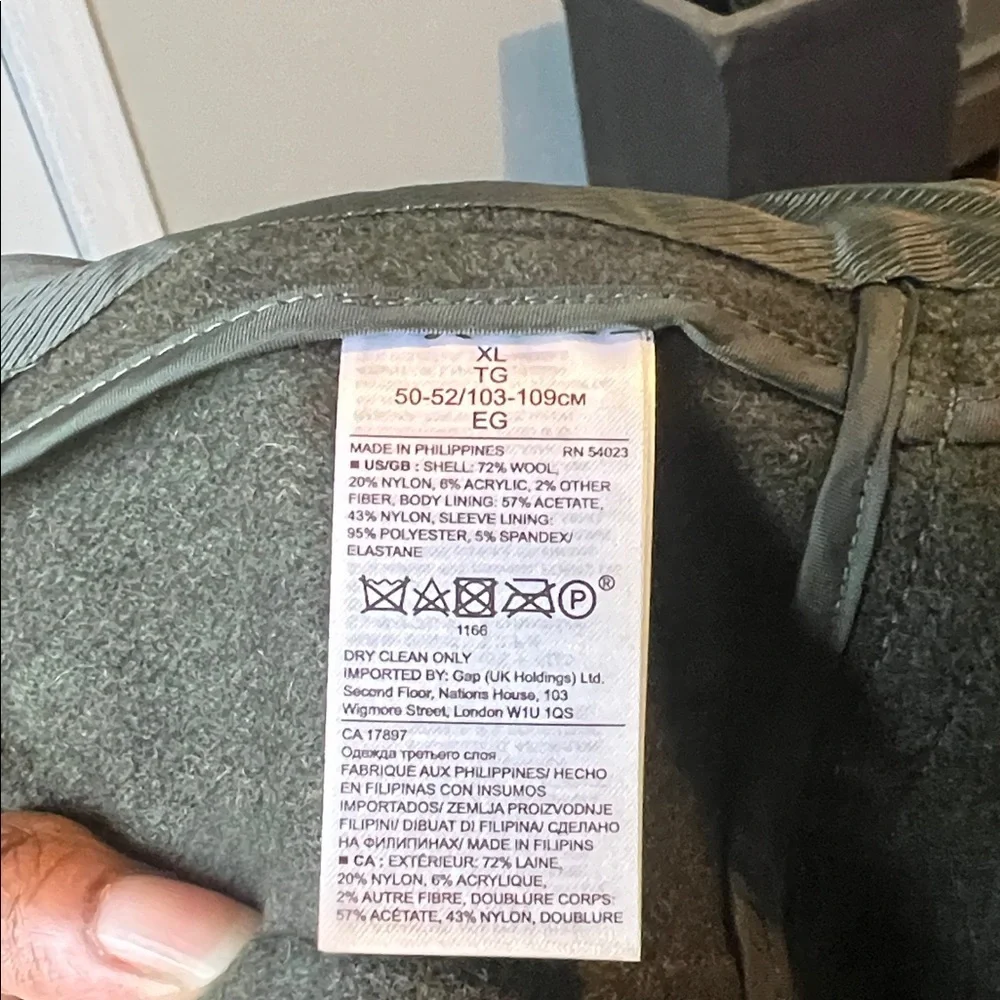 XL
TG
50-52/103-109см
EG
MADE IN PHILIPPINES RN 54023
■ US/GB : SHELL: 72% WOOL,
20% NYLON, 6% ACRYLIC, 2% OTHER
FIBER, BODY LINING: 57% ACETATE,
43% NYLON, SLEEVE LINING:
95% POLYESTER, 5% SPANDEX/
ELASTANE
P ®
1166
DRY CLEAN ONLY
IMPORTED BY: Gap (UK Holdings) Ltd.
Second Floor, Nations House, 103
Wigmore Street, London W1U 1QS
CA 17897
Одежда третьего слоя
FABRIQUE AUX PHILIPPINES/ HECHO
EN FILIPINAS CON INSUMOS
IMPORTADOS/ ZEMLJA PROIZVODNJE
FILIPINI/ DIBUAT DI FILIPINA/ СДЕЛАНО
НА ФИЛИПИНАХ/ MADE IN FILIPINS
■ CA : EXTÉRIEUR: 72% LAINE,
20% NYLON, 6% ACRYLIQUE,
2% AUTRE FIBRE, DOUBLURE CORPS:
57% ACÉTATE, 43% NYLON, DOUBLURE